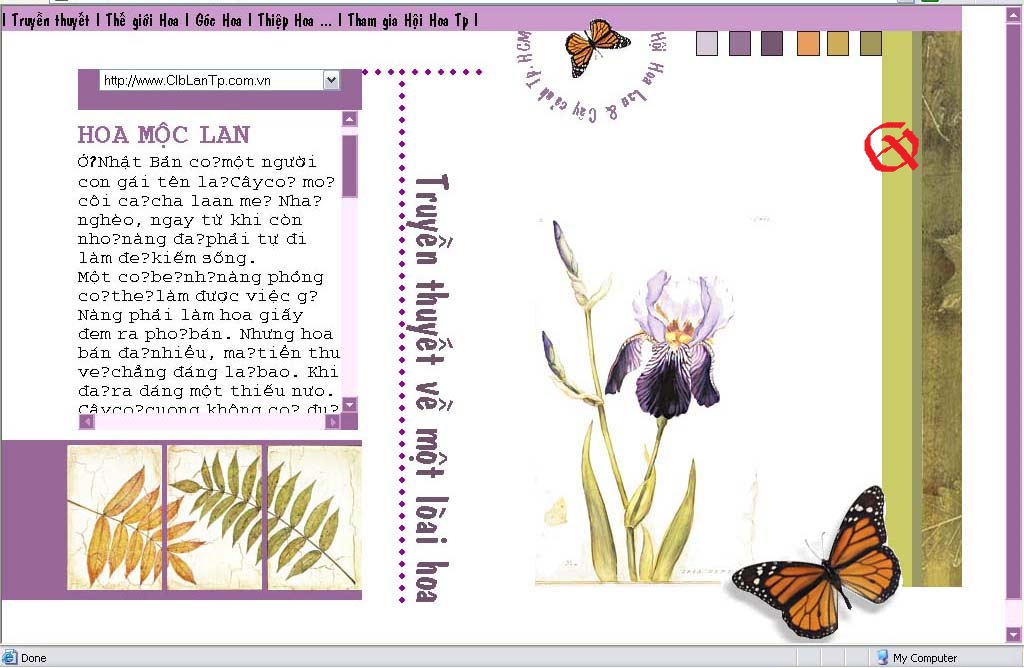 | Truyền thuyết | Thế giới Hoa | Góc Hoa | Thiệp Hoa ... | Tham gia Hội Hoa Tp |
http://www.ClbLanTp.com.vn
Hội Hoa Lan & Cây cảnh Tp.HCM
HOA MỘC LAN
Ở?Nhật Bản co?một người
con gái tên la?Câyco? mo?
côi ca?cha laan me? Nha?
nghèo, ngay từ khi còn
nho?nàng đa?phải tự đi
làm đe?kiếm sống.
Một co?be?nh?nàng phỏng
co?the?làm được việc g?
Nàng phải làm hoa giấy
đem ra pho?bán. Nhưng hoa
bán đa?nhiều, ma?tiền thu
ve?chẳng đáng la?bao. Khi
đa?ra dáng một thiếu nưo.
Câyco?cuong không co? đu?
Truyền thuyết về một lòai hoa
Done
My Computer